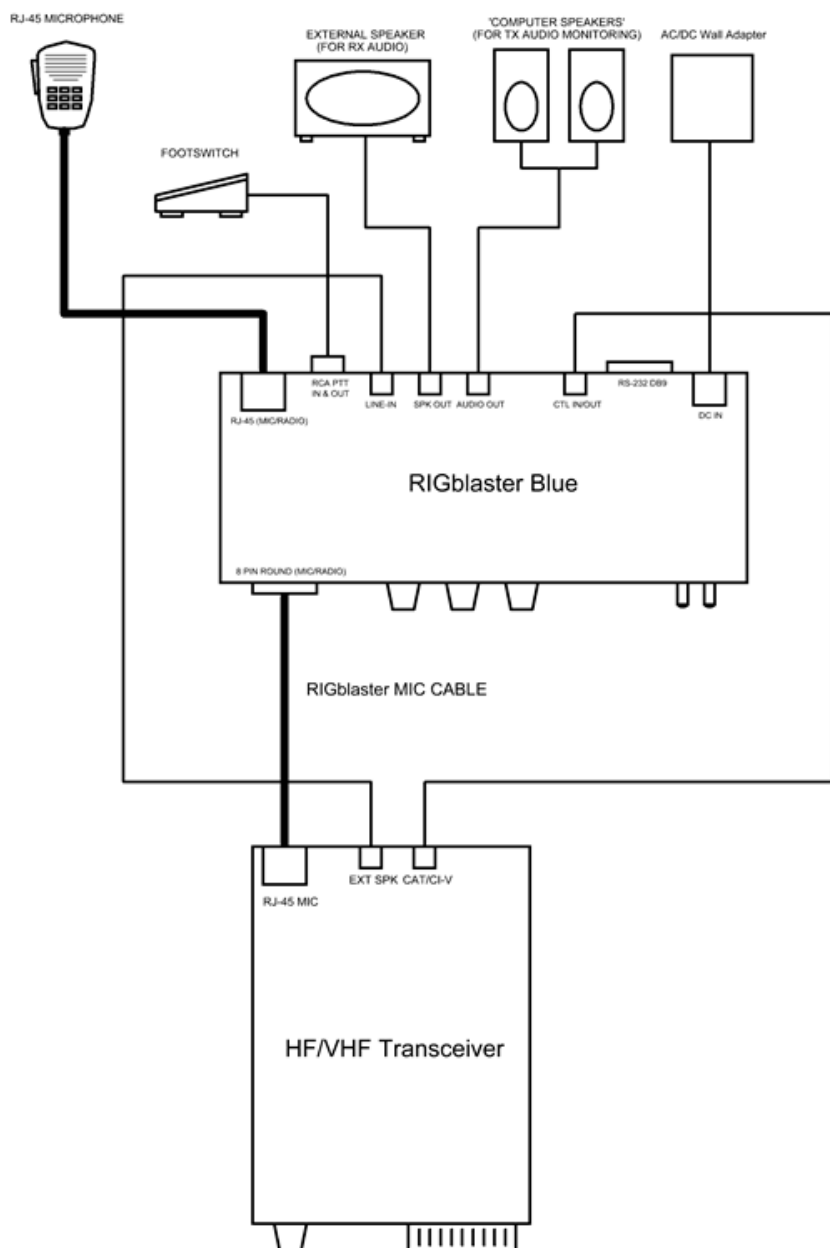 RJ-45 MICROPHONE
EXTERNAL SPEAKER
(FOR RX AUDIO)
'COMPUTER SPEAKERS'
(FOR TX AUDIO MONITORING)
AC/DC Wall Adapter
FOOTSWITCH
RJ-45 (MIC/RADIO)
RCA PTT
IN & OUT
LINE-IN
SPK OUT
AUDIO OUT
CTL IN/OUT
RS-232 DB9
DC IN
RIGblaster Blue
8 PIN ROUND (MIC/RADIO)
RIGblaster MIC CABLE
RJ-45 MIC
EXT SPK
CAT/CI-V
HF/VHF Transceiver